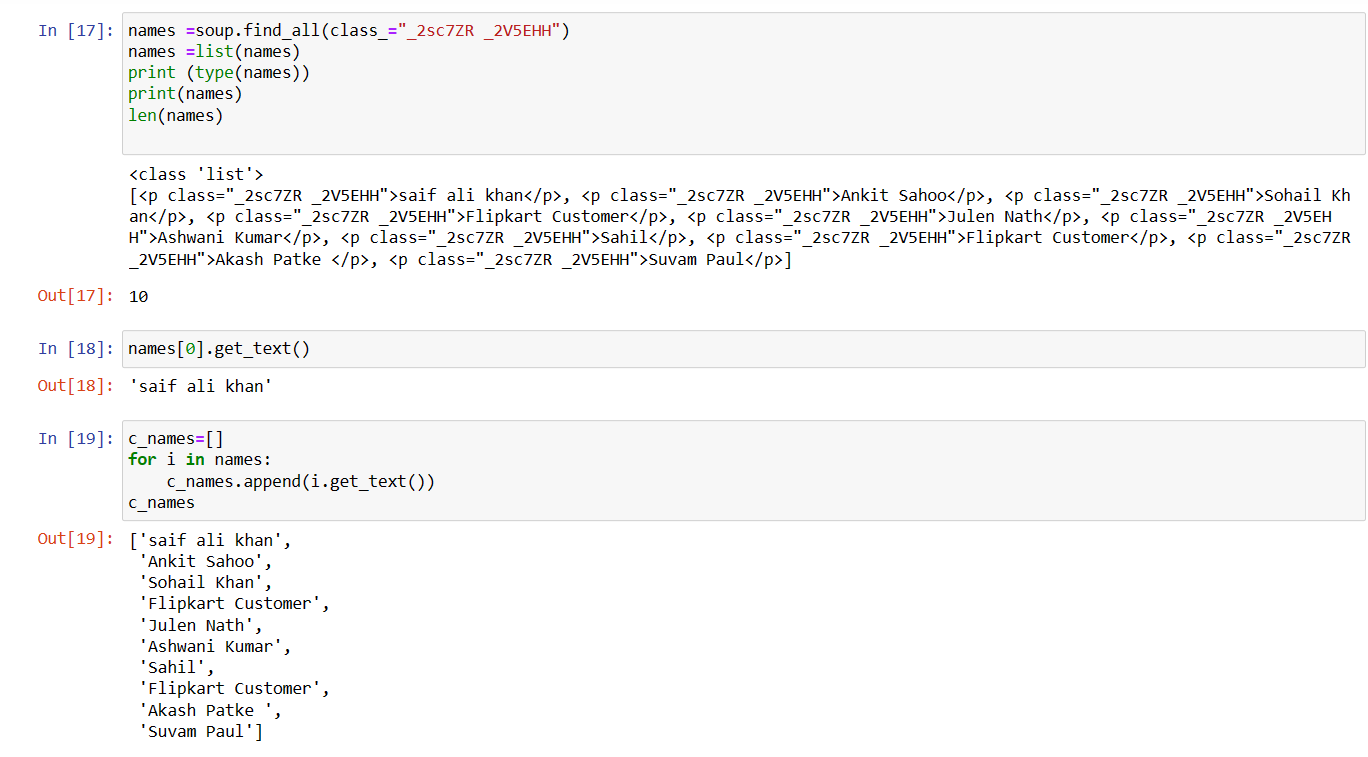 In [17]: names =soup.find_all(class_="_2sc7ZR _2V5EHH")
names =list(names)
print (type(names))
print(names)
len(names)
<class 'list'>
[<p class="_2sc7ZR _2V5EHH">saif ali khan</p>, <p class="_2sc7ZR _2V5EHH">Ankit Sahoo</p>, <p class="_2sc7ZR _2V5EHH">Sohail Kh
an</p>, <p class="_2sc7ZR _2V5EHH">Flipkart Customer</p>, <p class="_2sc7ZR _2V5EHH">Julen Nath</p>, <p class="_2sc7ZR _2V5EH
H">Ashwani Kumar</p>, <p class="_2sc7ZR _2V5EHH">Sahil</p>, <p class="_2sc7ZR _2V5EHH">Flipkart Customer</p>, <p class="_2sc7ZR
_2V5EHH">Akash Patke </p>, <p class="_2sc7ZR _2V5EHH">Suvam Paul</p>]
Out[17]: 10
In [18]: names[0].get_text()
Out[18]: 'saif ali khan'
In [19]: c_names=[]
for i in names:
    c_names.append(i.get_text())
c_names
Out[19]: ['saif ali khan',
'Ankit Sahoo',
'Sohail Khan',
'Flipkart Customer',
'Julen Nath',
'Ashwani Kumar',
'Sahil',
'Flipkart Customer',
'Akash Patke ',
'Suvam Paul']